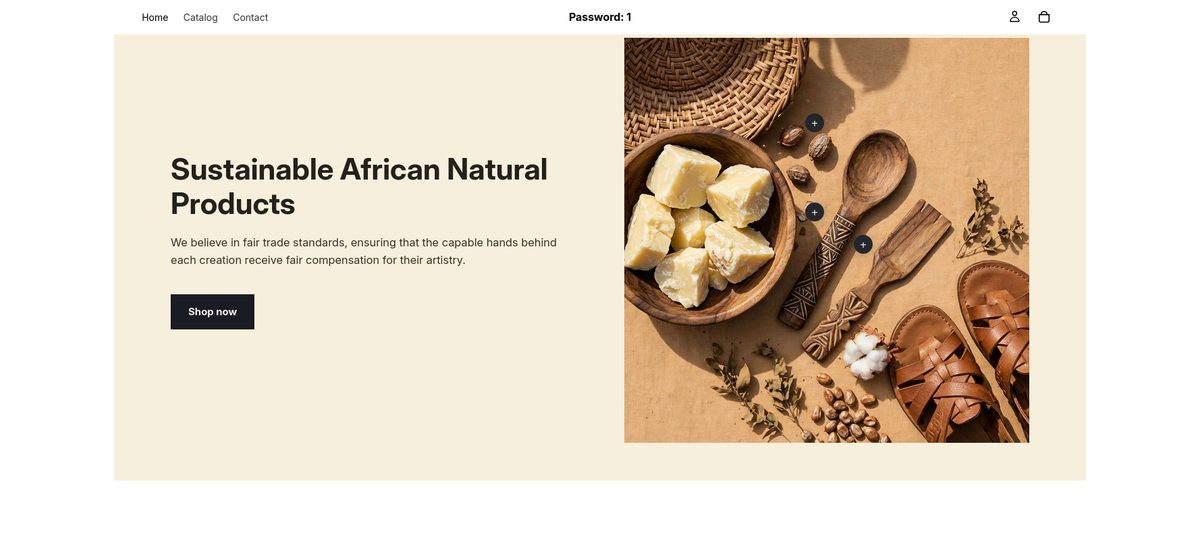 Home Catalog Contact
Password: 1
Sustainable African Natural
Products
We believe in fair trade standards, ensuring that the capable hands behind
each creation receive fair compensation for their artistry.
Shop now